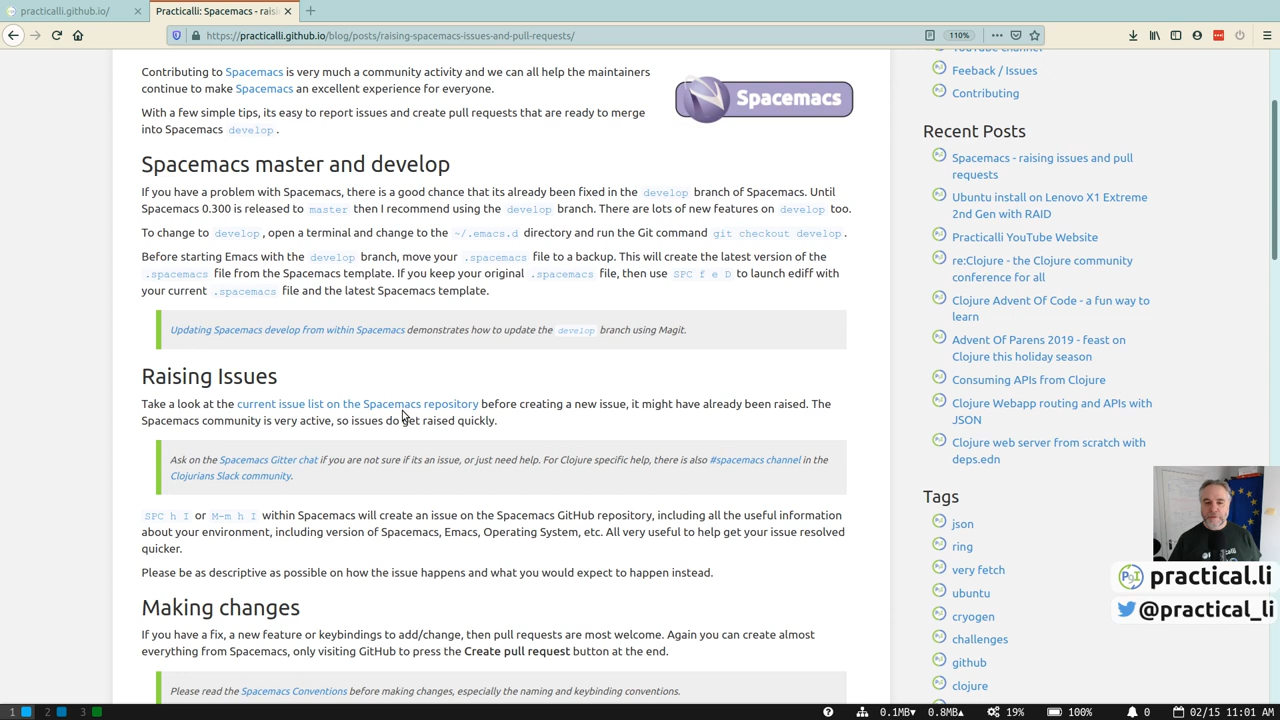 practicalli.github.io/
Practicalli: Spacemacs - raisi
https://practicalli.github.io/blog/posts/raising-spacemacs-issues-and-pull-requests/
110%
Contributing to Spacemacs is very much a community activity and we can all help the maintainers
continue to make Spacemacs an excellent experience for everyone.
With a few simple tips, its easy to report issues and create pull requests that are ready to merge
into Spacemacs develop.
Spacemacs
Spacemacs master and develop
If you have a problem with Spacemacs, there is a good chance that its already been fixed in the develop branch of Spacemacs. Until
Spacemacs 0.300 is released to master then I recommend using the develop branch. There are lots of new features on develop too.
To change to develop, open a terminal and change to the ~/.emacs.d directory and run the Git command git checkout develop.
Before starting Emacs with the develop branch, move your .spacemacs file to a backup. This will create the latest version of the
.spacemacs file from the Spacemacs template. If you keep your original .spacemacs file, then use SPC f e D to launch ediff with
your current .spacemacs file and the latest Spacemacs template.
Updating Spacemacs develop from within Spacemacs demonstrates how to update the develop branch using Magit.
Raising Issues
Take a look at the current issue list on the Spacemacs repository before creating a new issue, it might have already been raised. The
Spacemacs community is very active, so issues do get raised quickly.
Ask on the Spacemacs Gitter chat if you are not sure if its an issue, or just need help. For Clojure specific help, there is also #spacemacs channel in the
Clojurians Slack community.
SPC h I or M-m h I within Spacemacs will create an issue on the Spacemacs GitHub repository, including all the useful information
about your environment, including version of Spacemacs, Emacs, Operating System, etc. All very useful to help get your issue resolved
quicker.
Please be as descriptive as possible on how the issue happens and what you would expect to happen instead.
Making changes
If you have a fix, a new feature or keybindings to add/change, then pull requests are most welcome. Again you can create almost
everything from Spacemacs, only visiting GitHub to press the Create pull request button at the end.
Please read the Spacemacs Conventions before making changes, especially the naming and keybinding conventions.
YouTube channel
Feeback / Issues
Contributing
Recent Posts
Spacemacs - raising issues and pull
requests
Ubuntu install on Lenovo X1 Extreme
2nd Gen with RAID
Practicalli YouTube Website
re:Clojure - the Clojure community
conference for all
Clojure Advent Of Code - a fun way to
learn
Advent Of Parens 2019 - feast on
Clojure this holiday season
Consuming APIs from Clojure
Clojure Webapp routing and APIs with
JSON
Clojure web server from scratch with
deps.edn
Tags
json
ring
very fetch
ubuntu
cryogen
challenges
github
clojure
practical.li
@practical_li
1 2 3
0.1MB▾ 0.8MB▴ 19% 100% 0 02/15 11:01 AM